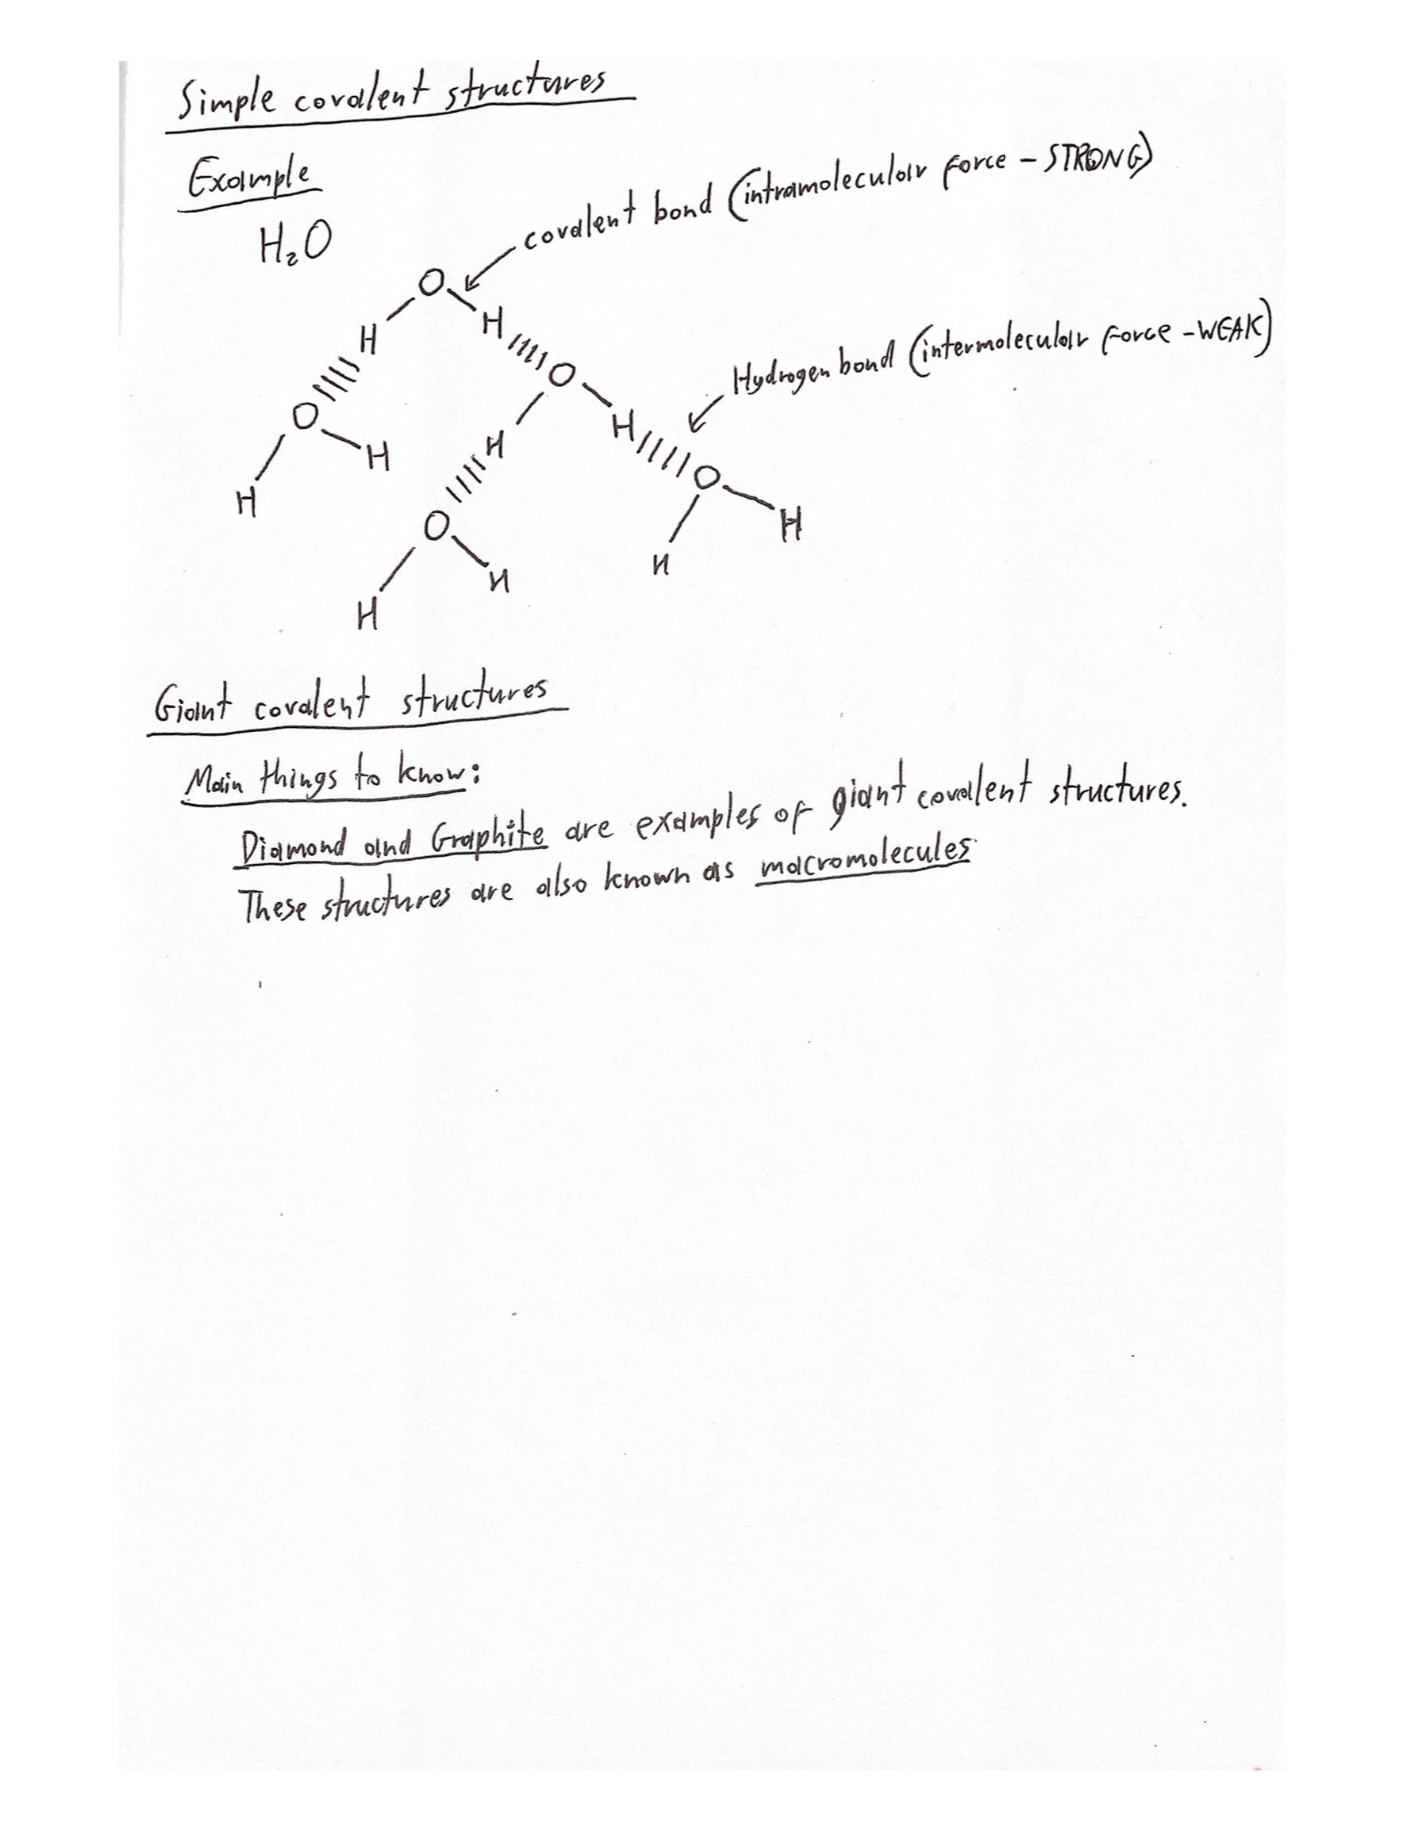 Simple covalent structures
Example
H₂O
covalent bond (intramolecular force - STRONG)
O
H
H
O
Hydrogen bond (intermolecular force - WEAK)
O
H
H
H
H
O
H
O
H
H
H
H
Giant covalent structures
Main things to know:
Diamond and Graphite are examples of giant covalent structures.
These structures are also known as macromolecules.